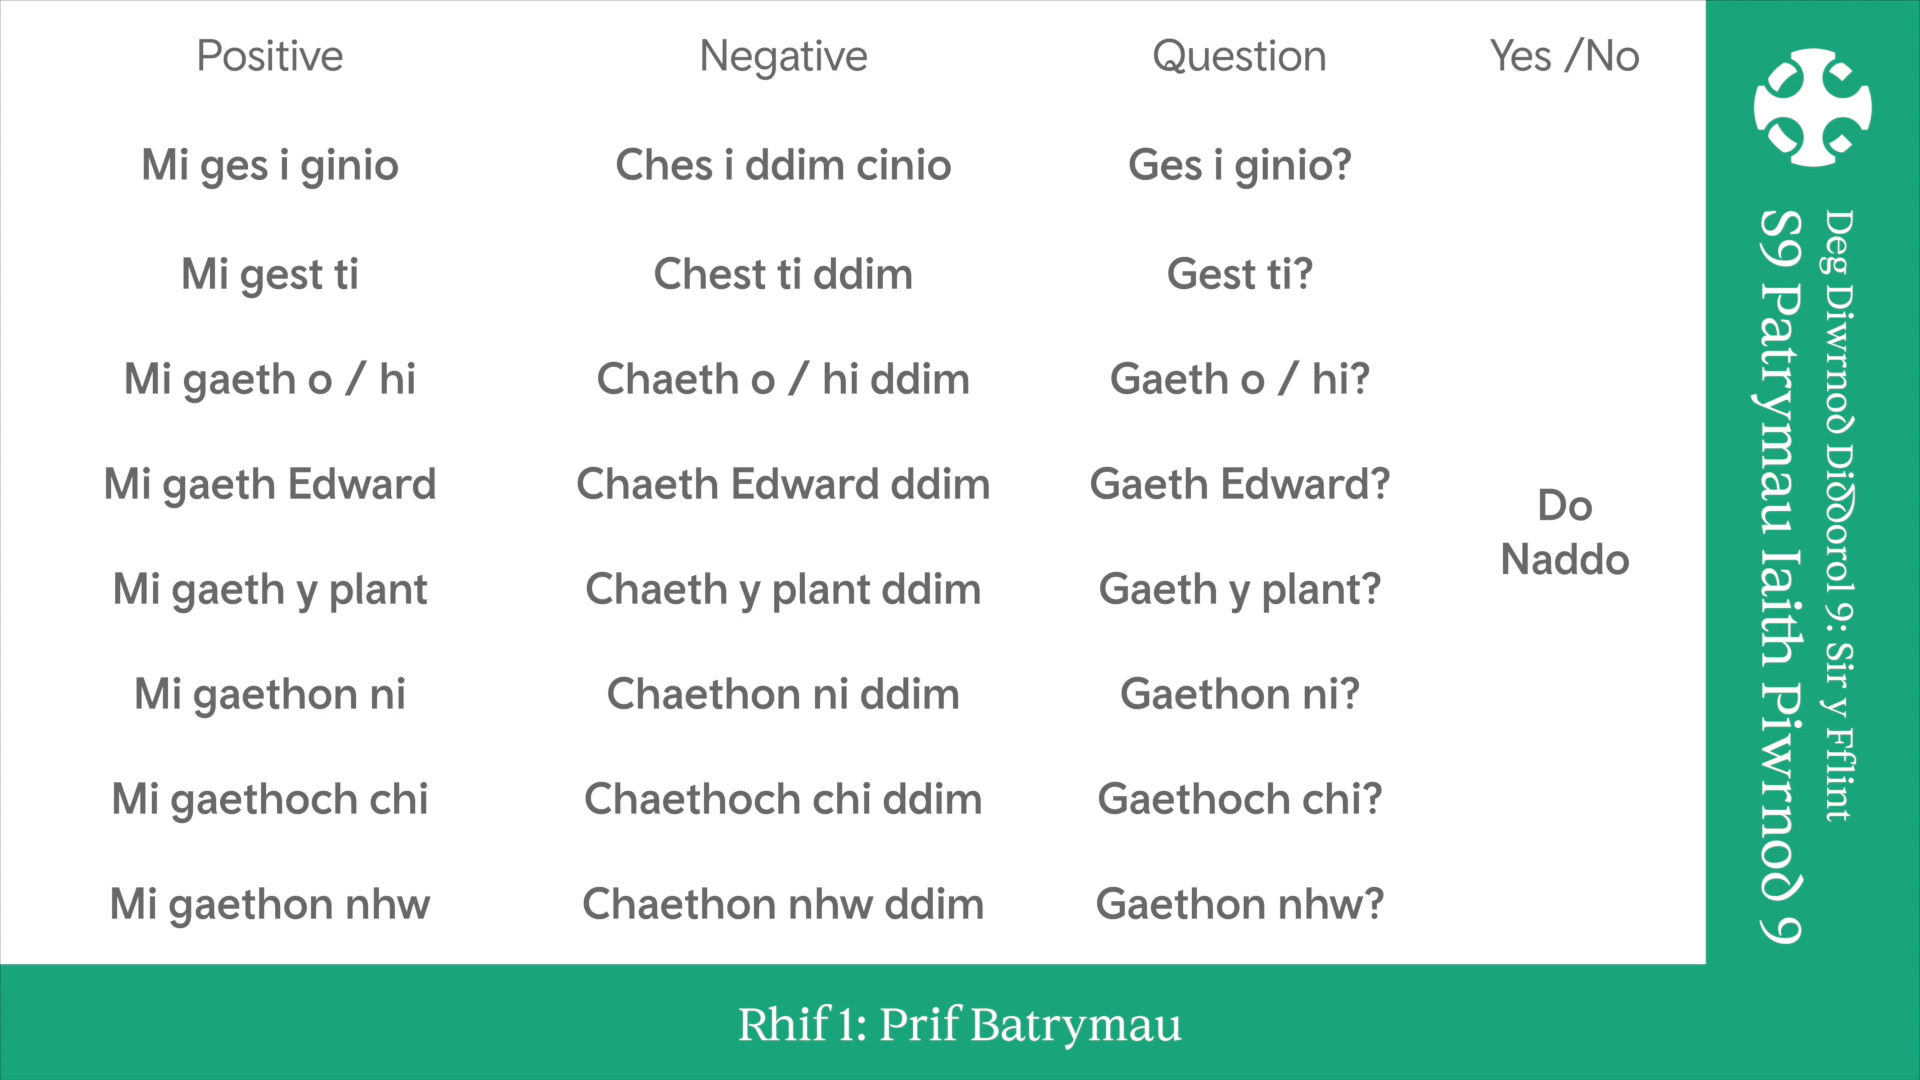 Positive Negative Question Yes /No
Mi ges i ginio Ches i ddim cinio Ges i ginio?
Mi gest ti Chest ti ddim Gest ti?
Mi gaeth o / hi Chaeth o / hi ddim Gaeth o / hi?
Mi gaeth Edward Chaeth Edward ddim Gaeth Edward?
Do
Naddo
Mi gaeth y plant Chaeth y plant ddim Gaeth y plant?
Mi gaethon ni Chaethon ni ddim Gaethon ni?
Mi gaethoch chi Chaethoch chi ddim Gaethoch chi?
Mi gaethon nhw Chaethon nhw ddim Gaethon nhw?
Deg Diwrnod Diddorol 9: Sir y Fflint
S9 Patrymau Iaith Piwrnod 9
Rhif 1: Prif Batrymau